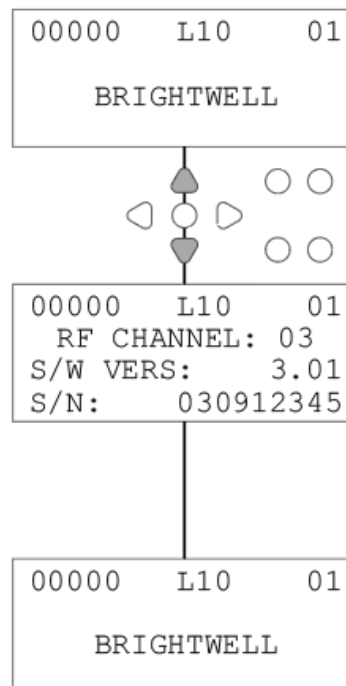 00000 L10 01
BRIGHTWELL
00000 L10 01
RF CHANNEL: 03
S/W VERS: 3.01
S/N: 030912345
00000 L10 01
BRIGHTWELL